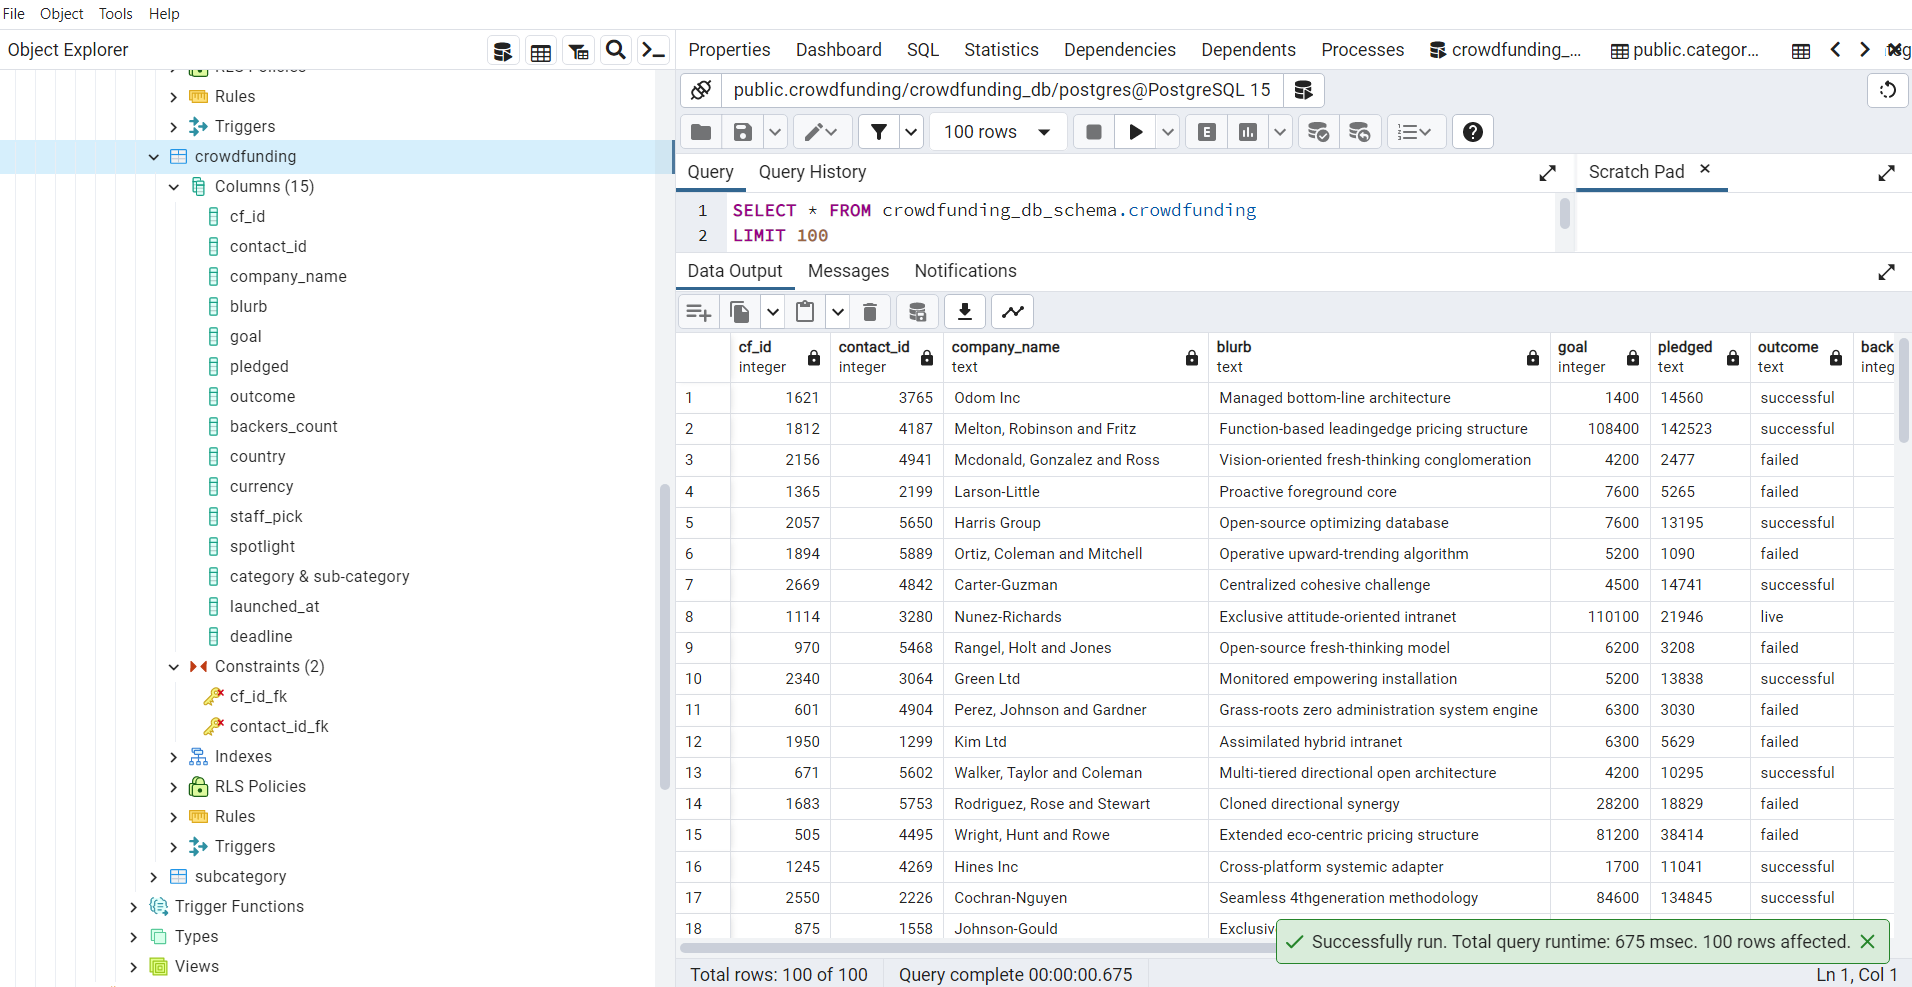 File Object Tools Help
Object Explorer
Properties Dashboard SQL Statistics Dependencies Dependents Processes crowdfunding_... public.categor...
RLS Policies
Rules
Triggers
crowdfunding
Columns (15)
cf_id
contact_id
company_name
blurb
goal
pledged
outcome
backers_count
country
currency
staff_pick
spotlight
category & sub-category
launched_at
deadline
Constraints (2)
cf_id_fk
contact_id_fk
Indexes
RLS Policies
Rules
Triggers
subcategory
Trigger Functions
Types
Views
public.crowdfunding/crowdfunding_db/postgres@PostgreSQL 15
100 rows E
Query Query History Scratch Pad
1 SELECT * FROM crowdfunding_db_schema.crowdfunding
2 LIMIT 100
Data Output Messages Notifications
cf_id contact_id company_name blurb goal pledged outcome back
integer integer text text integer text text integ
1 1621 3765 Odom Inc Managed bottom-line architecture 1400 14560 successful
2 1812 4187 Melton, Robinson and Fritz Function-based leadingedge pricing structure 108400 142523 successful
3 2156 4941 Mcdonald, Gonzalez and Ross Vision-oriented fresh-thinking conglomeration 4200 2477 failed
4 1365 2199 Larson-Little Proactive foreground core 7600 5265 failed
5 2057 5650 Harris Group Open-source optimizing database 7600 13195 successful
6 1894 5889 Ortiz, Coleman and Mitchell Operative upward-trending algorithm 5200 1090 failed
7 2669 4842 Carter-Guzman Centralized cohesive challenge 4500 14741 successful
8 1114 3280 Nunez-Richards Exclusive attitude-oriented intranet 110100 21946 live
9 970 5468 Rangel, Holt and Jones Open-source fresh-thinking model 6200 3208 failed
10 2340 3064 Green Ltd Monitored empowering installation 5200 13838 successful
11 601 4904 Perez, Johnson and Gardner Grass-roots zero administration system engine 6300 3030 failed
12 1950 1299 Kim Ltd Assimilated hybrid intranet 6300 5629 failed
13 671 5602 Walker, Taylor and Coleman Multi-tiered directional open architecture 4200 10295 successful
14 1683 5753 Rodriguez, Rose and Stewart Cloned directional synergy 28200 18829 failed
15 505 4495 Wright, Hunt and Rowe Extended eco-centric pricing structure 81200 38414 failed
16 1245 4269 Hines Inc Cross-platform systemic adapter 1700 11041 successful
17 2550 2226 Cochran-Nguyen Seamless 4thgeneration methodology 84600 134845 successful
18 875 1558 Johnson-Gould Exclusiv
Successfully run. Total query runtime: 675 msec. 100 rows affected.
Total rows: 100 of 100 Query complete 00:00:00.675 Ln 1, Col 1